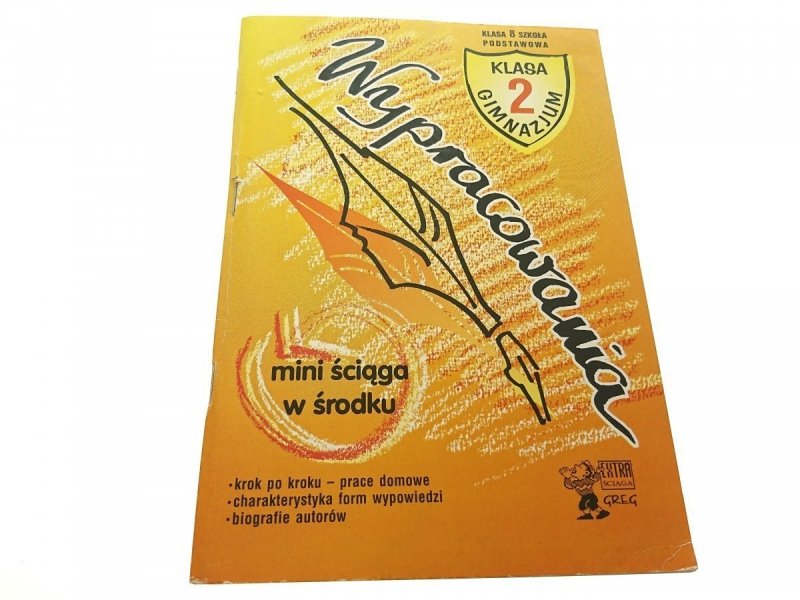 KLASA 8 SZKOŁA
PODSTAWOWA
KLASA
2
GIMNAZJUM
Wypracowania
mini ściąga
w środku
• krok po kroku – prace domowe
• charakterystyka form wypowiedzi
• biografie autorów
EXTRA
ŚCIĄGA
GREG